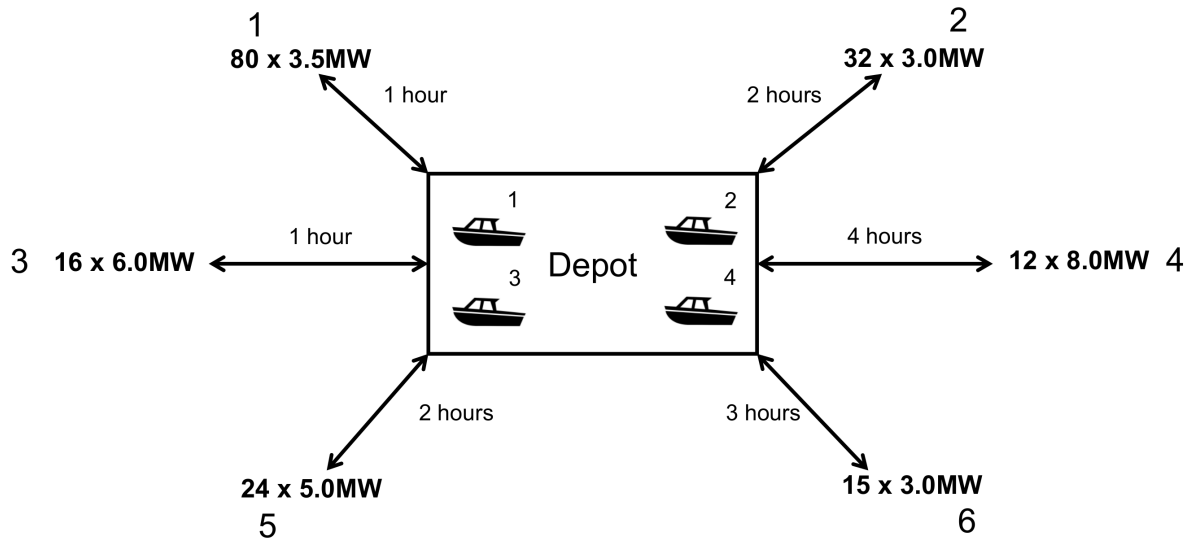 1
80 x 3.5MW
1 hour
2
32 x 3.0MW
2 hours
3
16 x 6.0MW
1 hour
1
2
Depot
3
4
4 hours
12 x 8.0MW
4
2 hours
24 x 5.0MW
5
3 hours
15 x 3.0MW
6